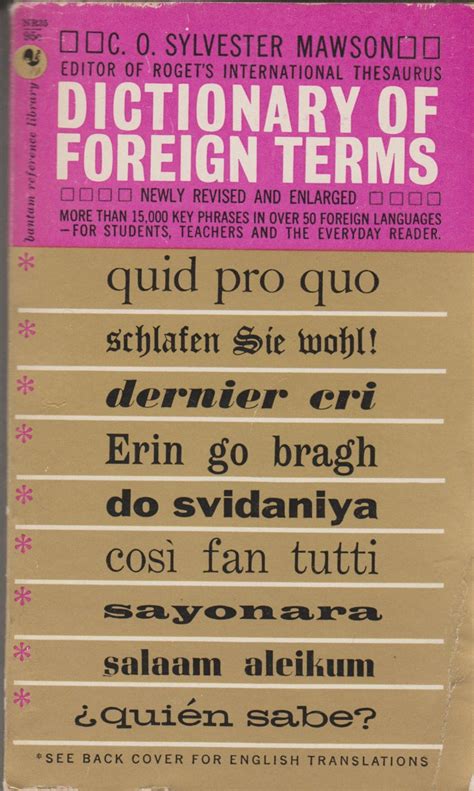 NR25
95¢
bantam reference library
C. O. SYLVESTER MAWSON
EDITOR OF ROGET'S INTERNATIONAL THESAURUS
DICTIONARY OF
FOREIGN TERMS
NEWLY REVISED AND ENLARGED
MORE THAN 15,000 KEY PHRASES IN OVER 50 FOREIGN LANGUAGES
—FOR STUDENTS, TEACHERS AND THE EVERYDAY READER.
* quid pro quo
* schlafen Sie wohl!
* dernier cri
* Erin go bragh
* do svidaniya
* così fan tutti
* sayonara
* salaam aleikum
* ¿quién sabe?
*SEE BACK COVER FOR ENGLISH TRANSLATIONS